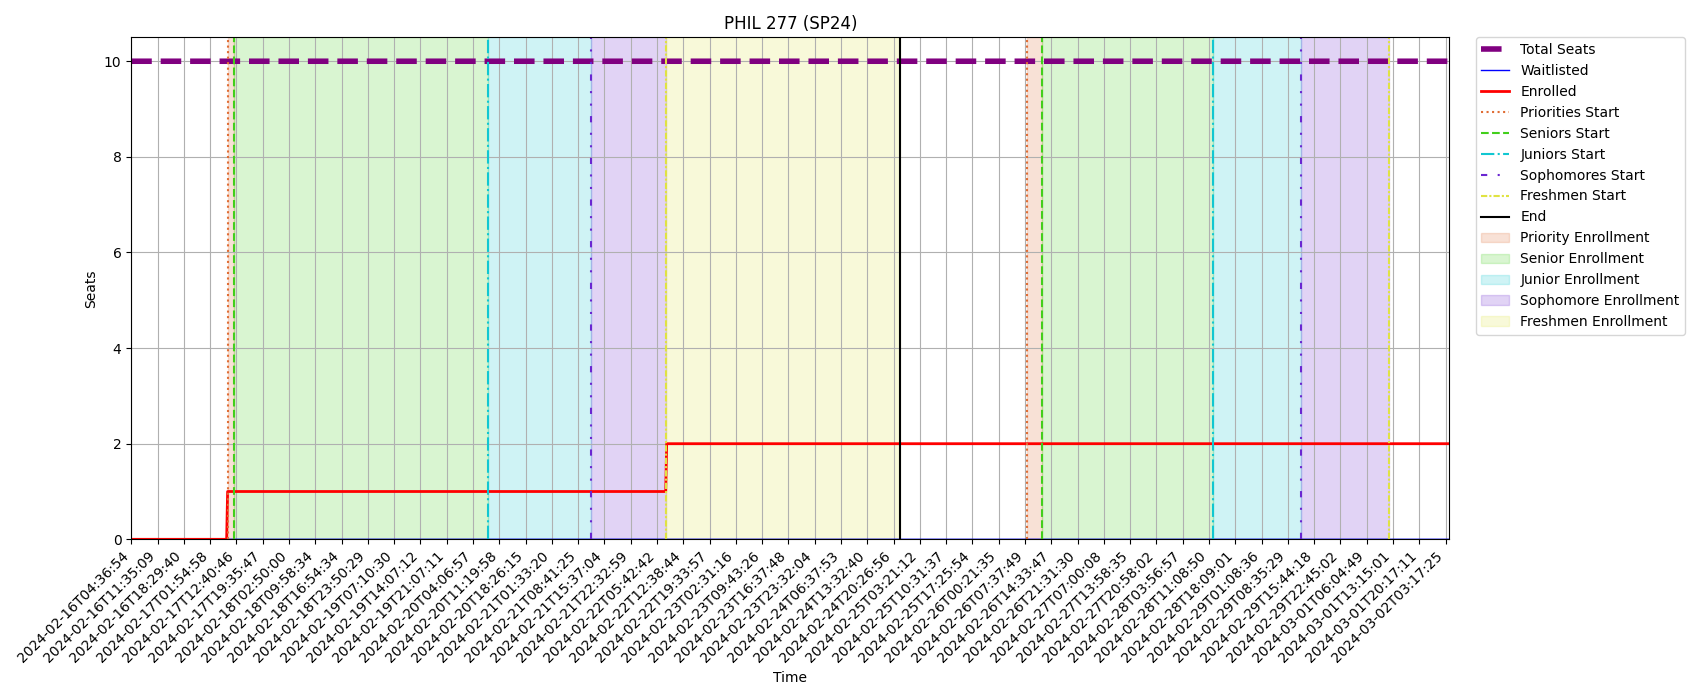 PHIL 277 (SP24)
Seats
10
8
6
4
2
0
2024-02-16T04:36:54
2024-02-16T11:35:09
2024-02-16T18:29:40
2024-02-17T01:54:58
2024-02-17T12:40:46
2024-02-17T19:35:47
2024-02-18T02:50:00
2024-02-18T09:58:34
2024-02-18T16:54:34
2024-02-18T23:50:29
2024-02-19T07:10:30
2024-02-19T14:07:12
2024-02-19T21:07:11
2024-02-20T04:06:57
2024-02-20T11:19:58
2024-02-20T18:26:15
2024-02-21T01:33:20
2024-02-21T08:41:25
2024-02-21T15:37:04
2024-02-21T22:32:59
2024-02-22T05:42:42
2024-02-22T12:38:44
2024-02-22T19:33:57
2024-02-23T02:31:16
2024-02-23T09:43:26
2024-02-23T16:37:48
2024-02-23T23:32:04
2024-02-24T06:37:53
2024-02-24T13:32:40
2024-02-24T20:26:56
2024-02-25T03:21:12
2024-02-25T10:31:37
2024-02-25T17:25:54
2024-02-26T00:21:35
2024-02-26T07:37:49
2024-02-26T14:33:47
2024-02-26T21:31:30
2024-02-27T07:00:08
2024-02-27T13:58:35
2024-02-27T20:58:02
2024-02-28T03:56:57
2024-02-28T11:08:50
2024-02-28T18:09:01
2024-02-29T01:08:36
2024-02-29T08:35:29
2024-02-29T15:44:18
2024-02-29T22:45:02
2024-03-01T06:04:49
2024-03-01T13:15:01
2024-03-01T20:17:11
2024-03-02T03:17:25
Time
Total Seats
Waitlisted
Enrolled
Priorities Start
Seniors Start
Juniors Start
Sophomores Start
Freshmen Start
End
Priority Enrollment
Senior Enrollment
Junior Enrollment
Sophomore Enrollment
Freshmen Enrollment